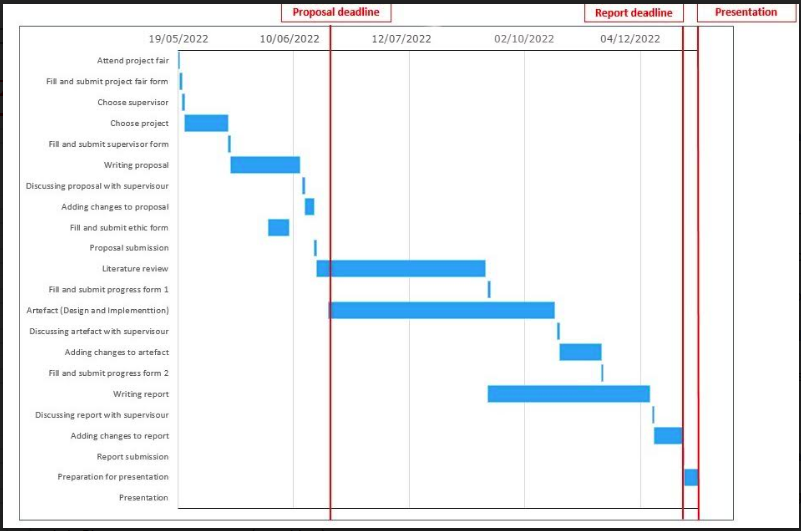 Proposal deadline
Report deadline
Presentation
19/05/2022
10/06/2022
12/07/2022
02/10/2022
04/12/2022
Attend project fair
Fill and submit project fair form
Choose supervisor
Choose project
Fill and submit supervisor form
Writing proposal
Discussing proposal with supervisour
Adding changes to proposal
Fill and submit ethic form
Proposal submission
Literature review
Fill and submit progress form 1
Artefact (Design and Implementtion)
Discussing artefact with supervisour
Adding changes to artefact
Fill and submit progress form 2
Writing report
Discussing report with supervisour
Adding changes to report
Report submission
Preparation for presentation
Presentation